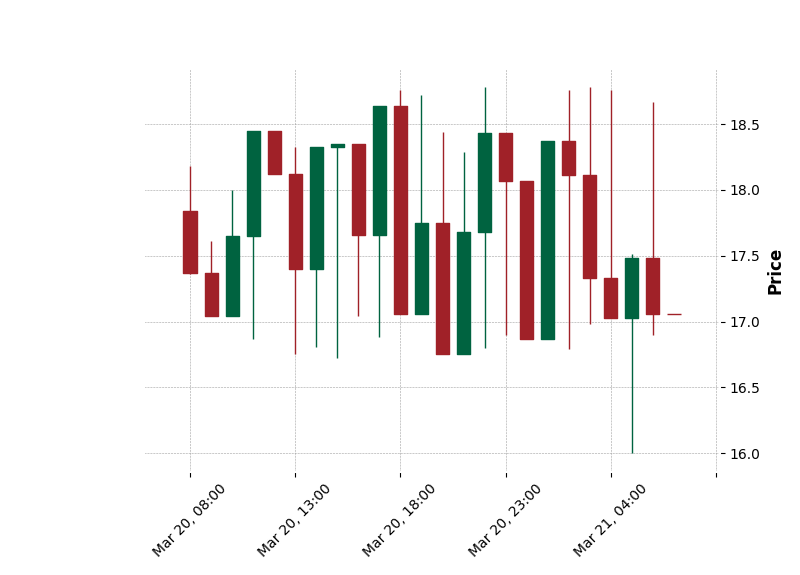 18.5
18.0
17.5
17.0
16.5
16.0
Price
Mar 20, 08:00
Mar 20, 13:00
Mar 20, 18:00
Mar 20, 23:00
Mar 21, 04:00